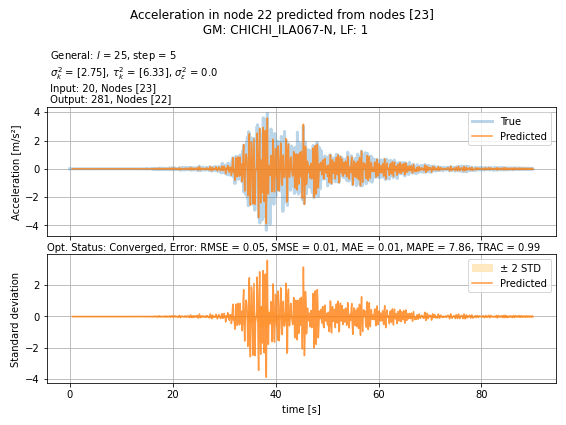 Acceleration in node 22 predicted from nodes [23]
GM: CHICHI_ILA067-N, LF: 1
General: l = 25, step = 5
σ²ₖ = [2.75], τ²ₖ = [6.33], σ²ε = 0.0
Input: 20, Nodes [23]
Output: 281, Nodes [22]
4
2
0
−2
−4
Acceleration [m/s²]
True
Predicted
Opt. Status: Converged, Error: RMSE = 0.05, SMSE = 0.01, MAE = 0.01, MAPE = 7.86, TRAC = 0.99
2
0
−2
−4
Standard deviation
± 2 STD
Predicted
0 20 40 60 80
time [s]